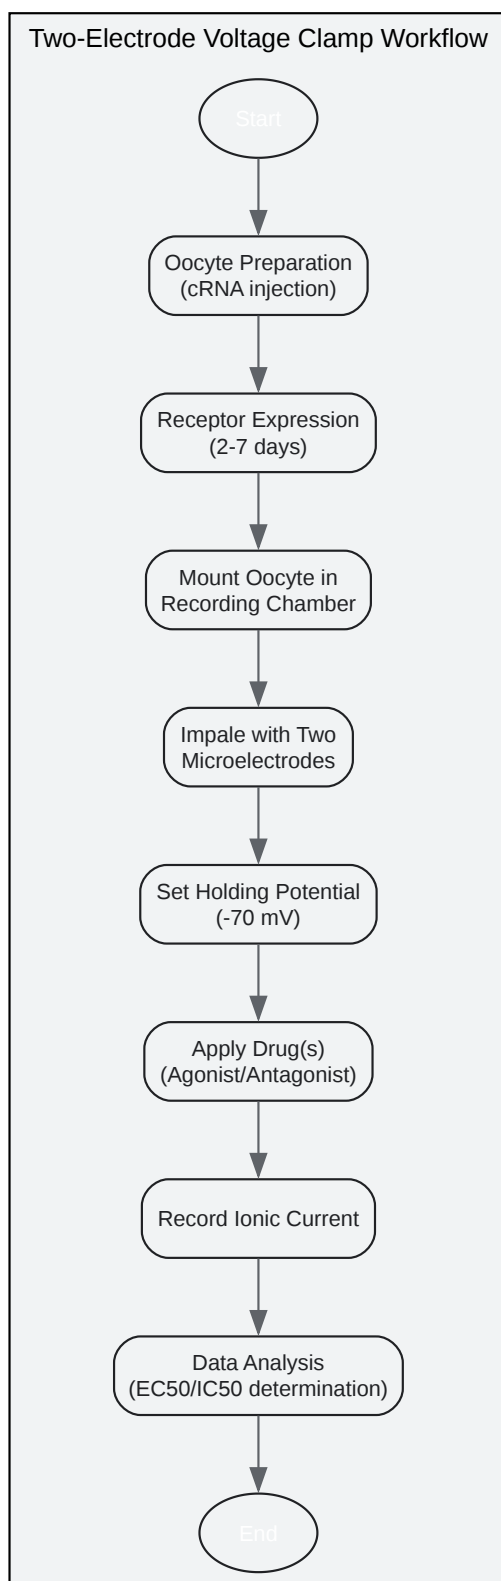 Two-Electrode Voltage Clamp Workflow
Start
Oocyte Preparation
(cRNA injection)
Receptor Expression
(2-7 days)
Mount Oocyte in
Recording Chamber
Impale with Two
Microelectrodes
Set Holding Potential
(-70 mV)
Apply Drug(s)
(Agonist/Antagonist)
Record Ionic Current
Data Analysis
(EC50/IC50 determination)
End